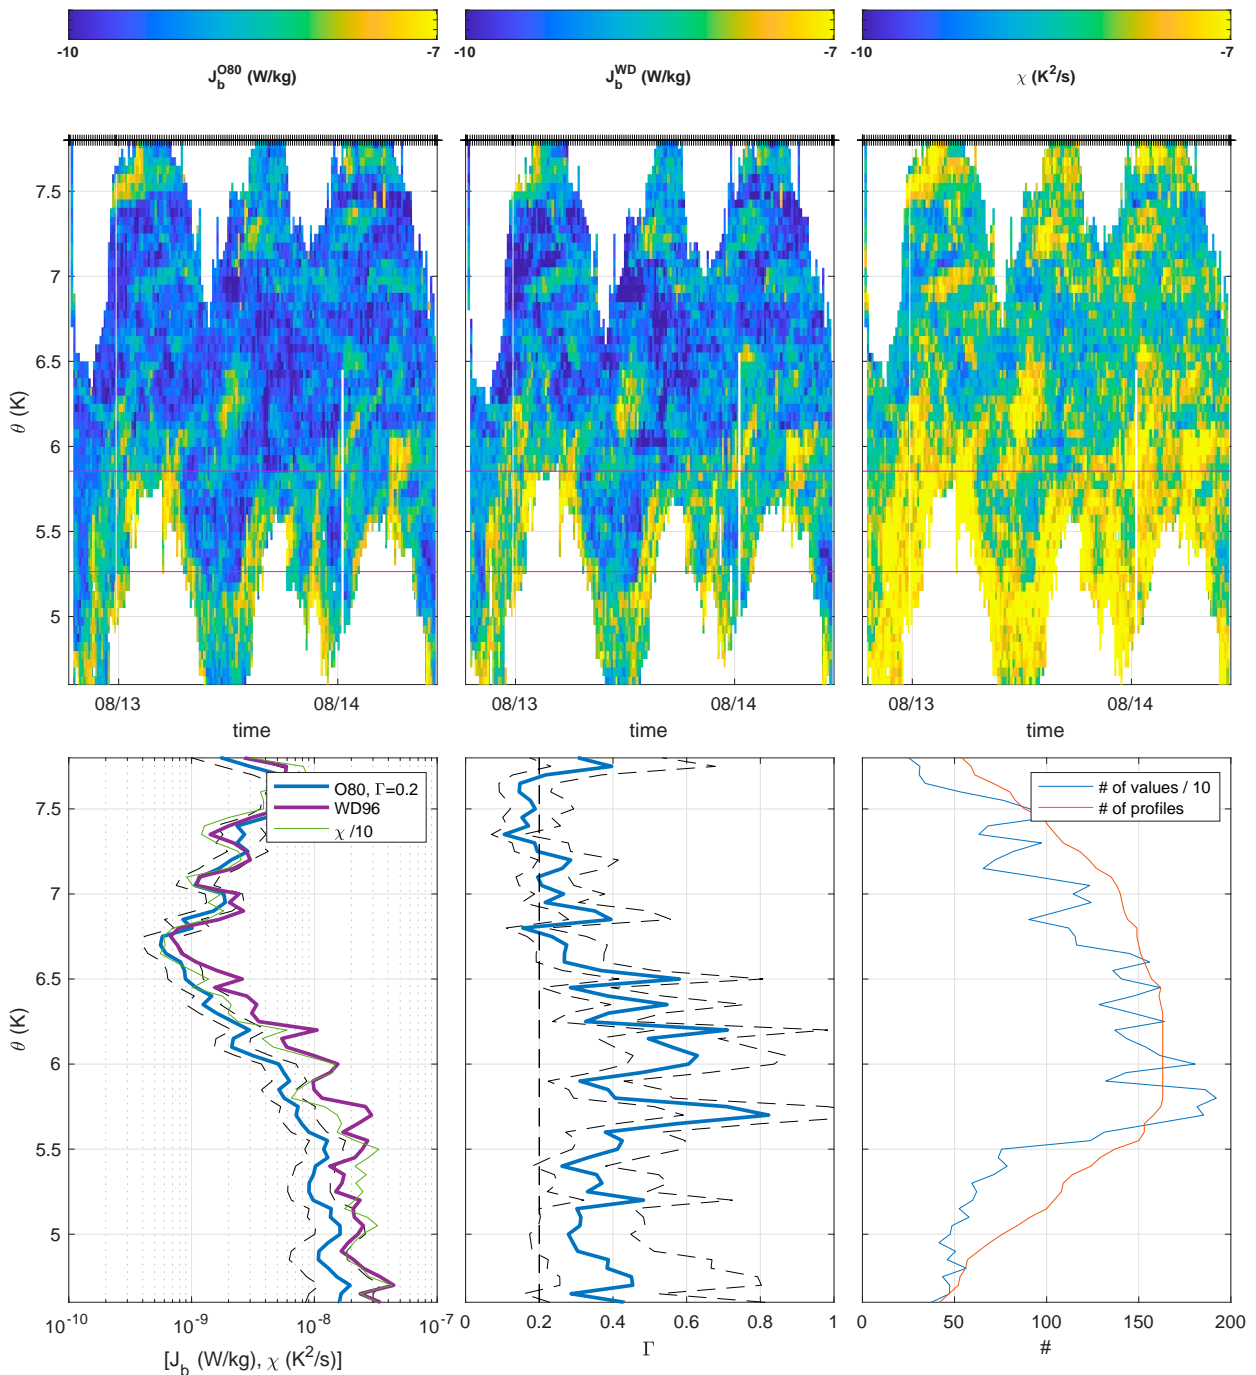 -10 -7 -10 -7 -10 -7
J_b^O80 (W/kg) J_b^WD (W/kg) χ (K²/s)
7.5
7
6.5
6
5.5
5
θ (K)
08/13 08/14 08/13 08/14 08/13 08/14
time time time
O80, Γ=0.2
WD96
χ /10
# of values / 10
# of profiles
7.5
7
6.5
6
5.5
5
θ (K)
10⁻¹⁰ 10⁻⁹ 10⁻⁸ 10⁻⁷ 0 0.2 0.4 0.6 0.8 1 0 50 100 150 200
[J_b (W/kg), χ (K²/s)] Γ #